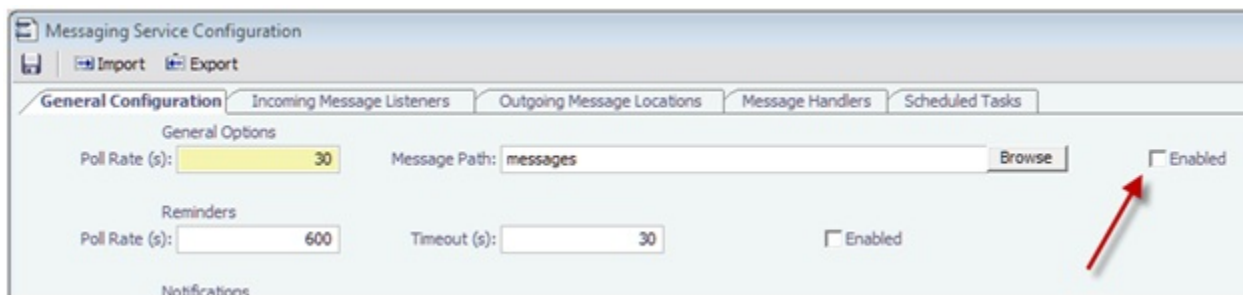 Messaging Service Configuration
Import Export
General Configuration Incoming Message Listeners Outgoing Message Locations Message Handlers Scheduled Tasks
General Options
Poll Rate (s): 30 Message Path: messages Browse Enabled
Reminders
Poll Rate (s): 600 Timeout (s): 30 Enabled
Notifications